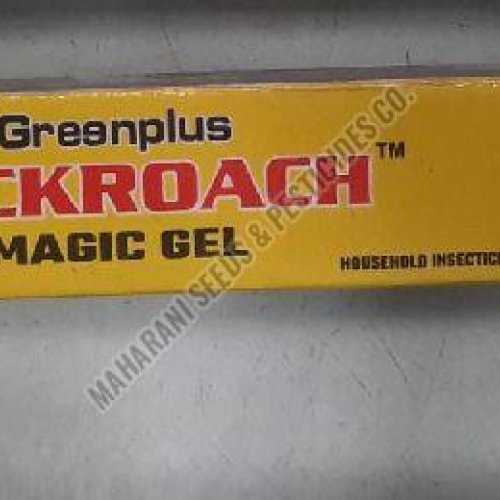 Greenplus
CKROACH™
MAGIC GEL
HOUSEHOLD INSECTIC
MAHARANI SEEDS & PESTICIDES CO.